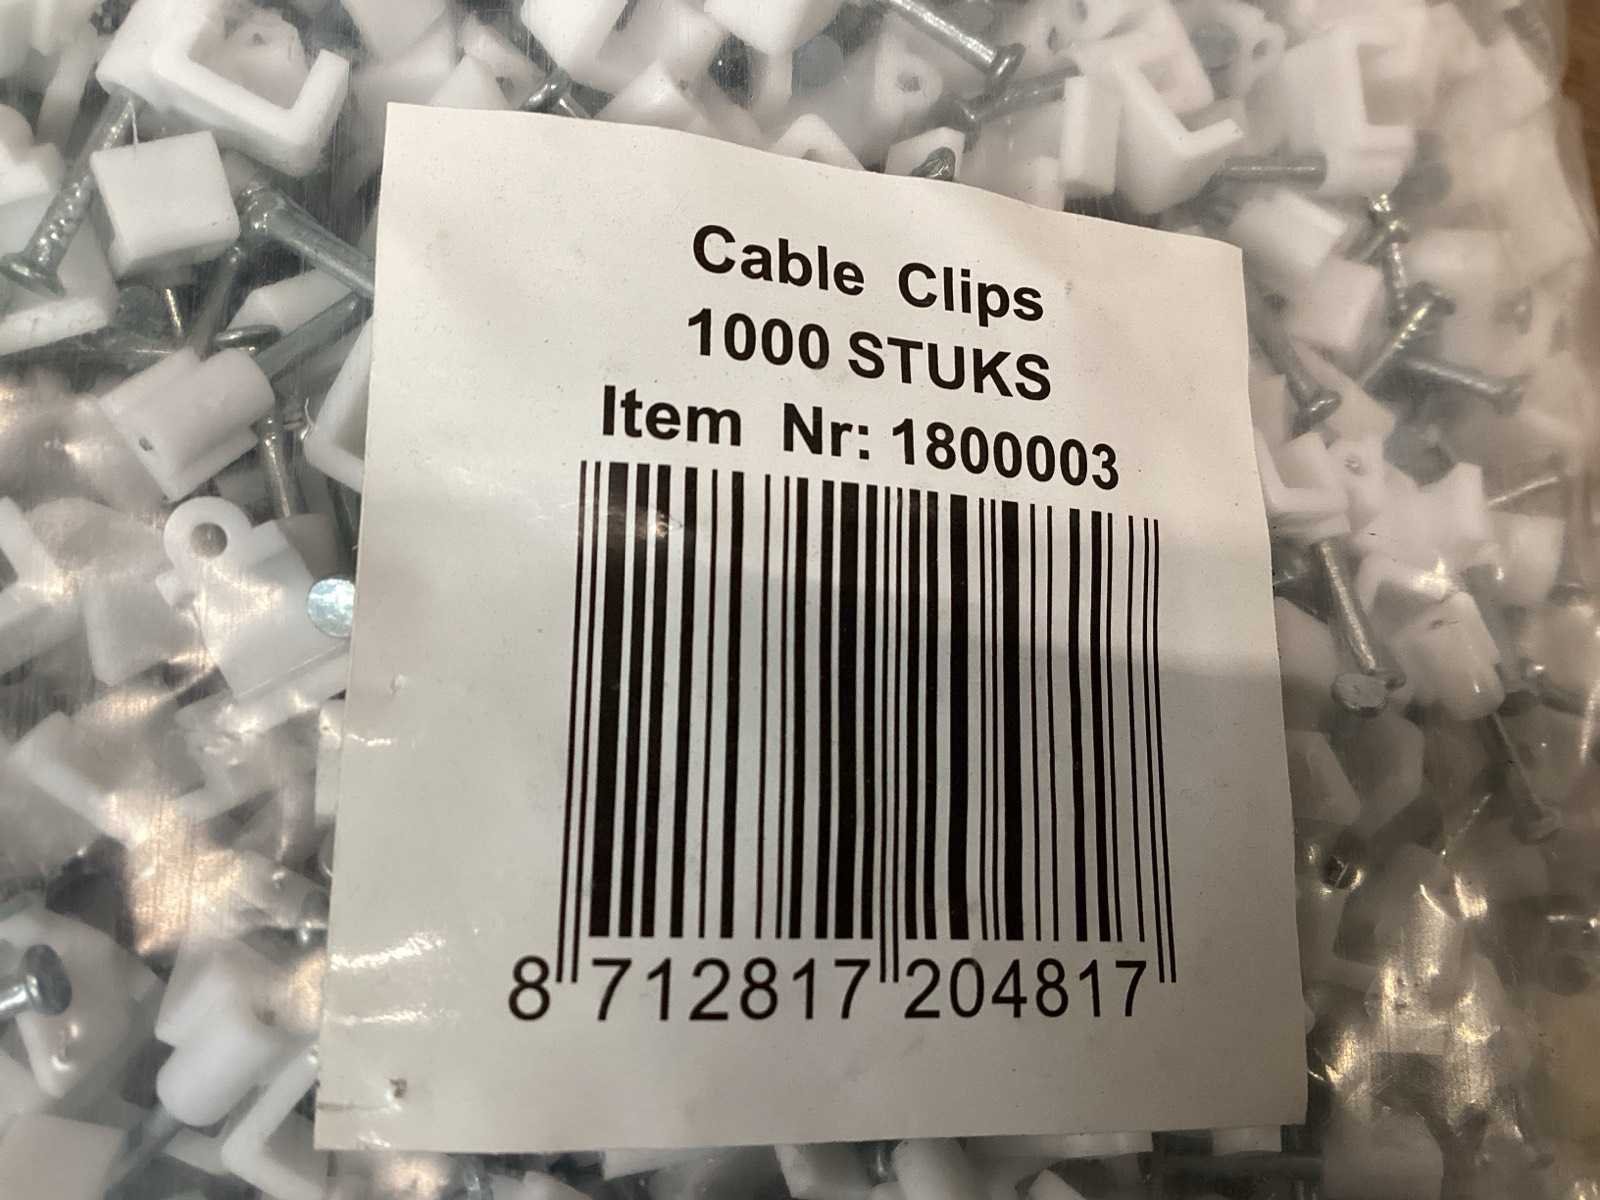 Cable Clips
1000 STUKS
Item Nr: 1800003
8 712817 204817